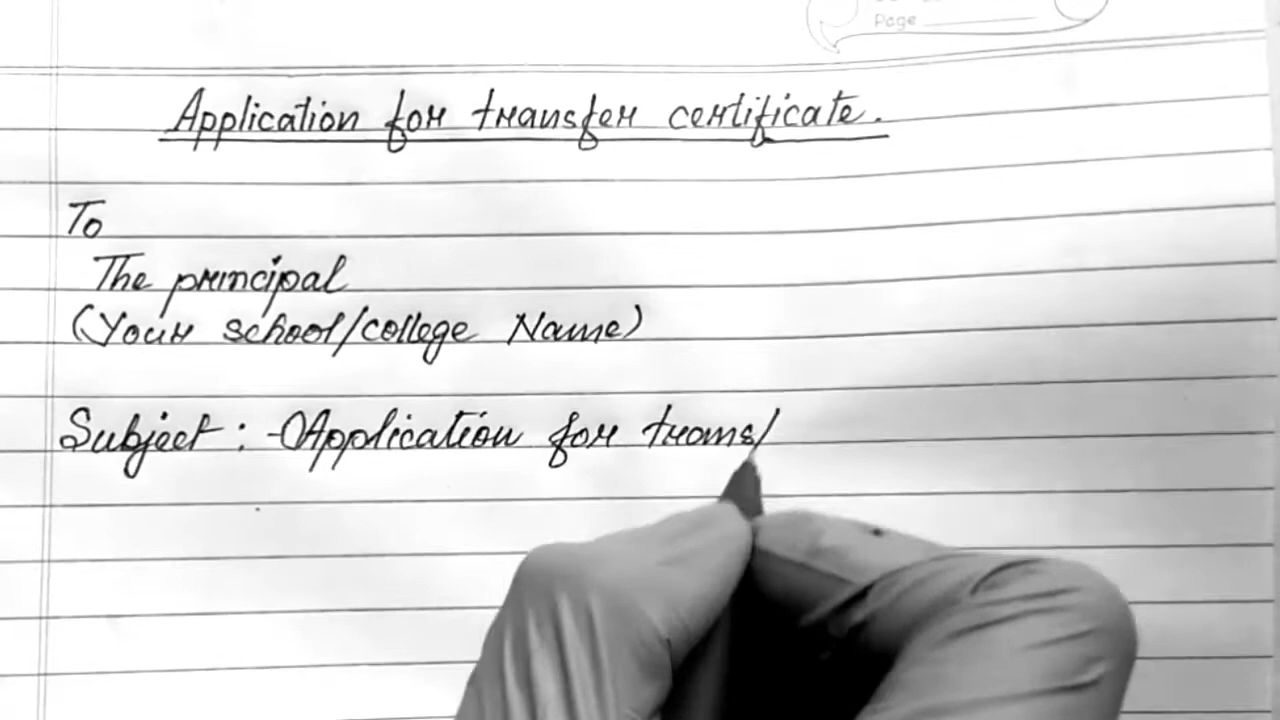 Page
Application for transfer certificate.
To
The principal
(Your school/college Name)
Subject :- Application for trans